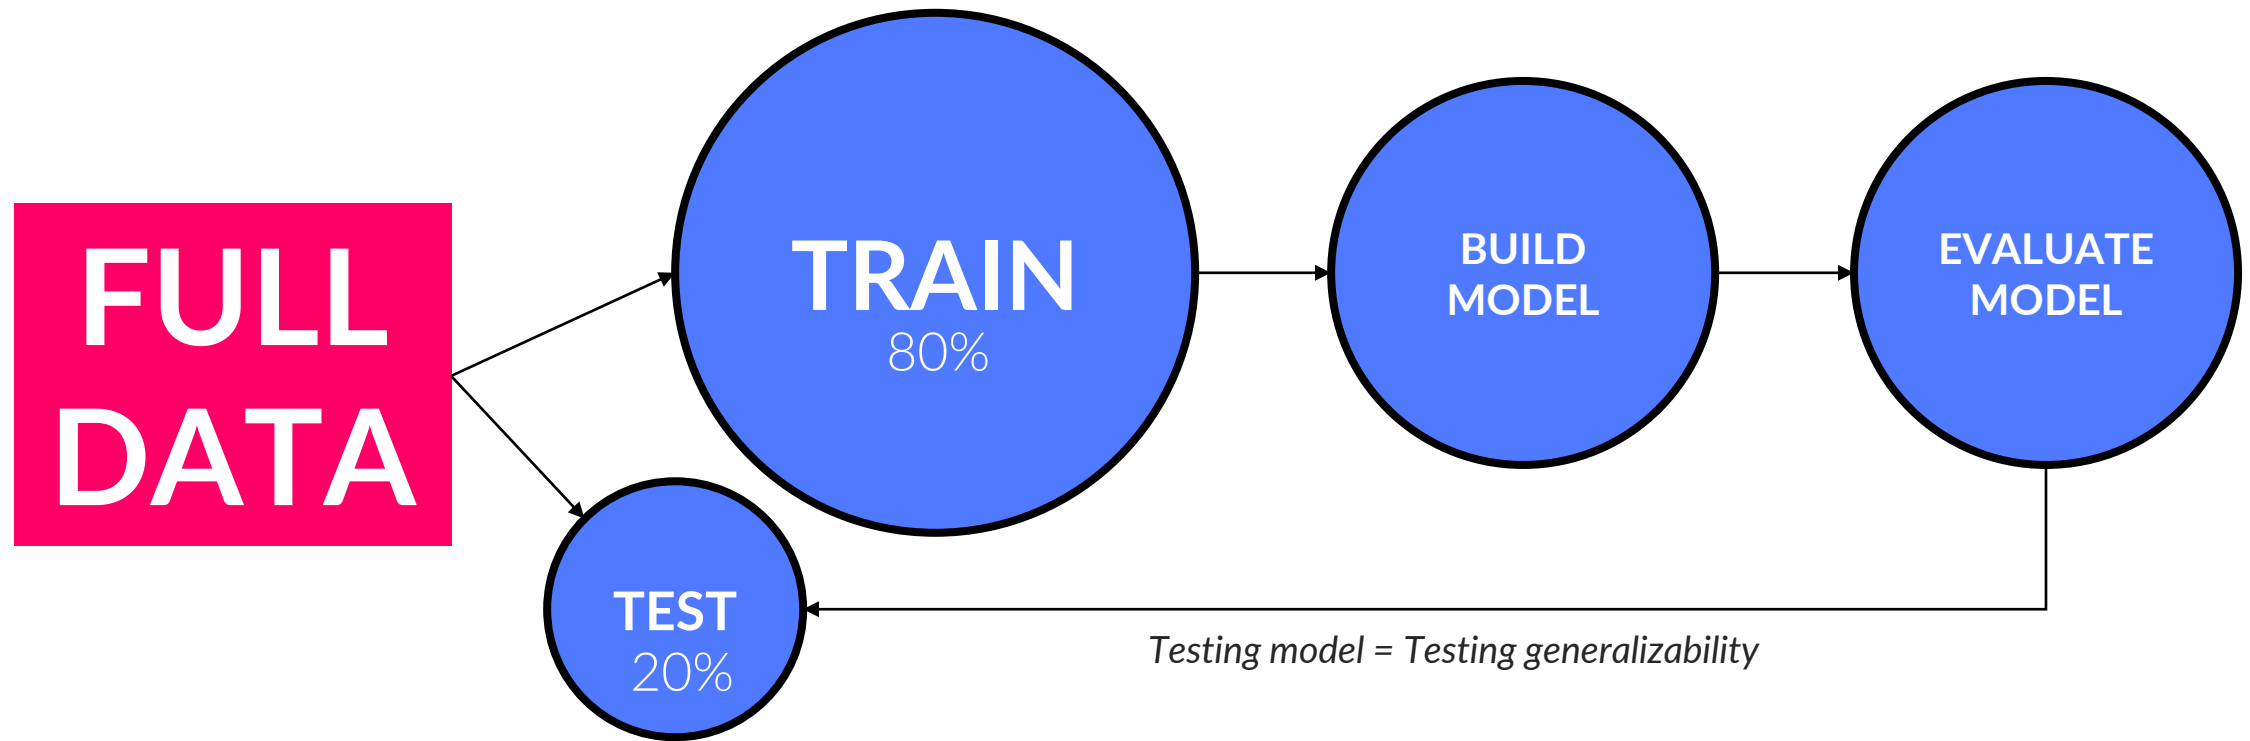 FULL
DATA
TRAIN
80%
BUILD
MODEL
EVALUATE
MODEL
TEST
20%
Testing model = Testing generalizability